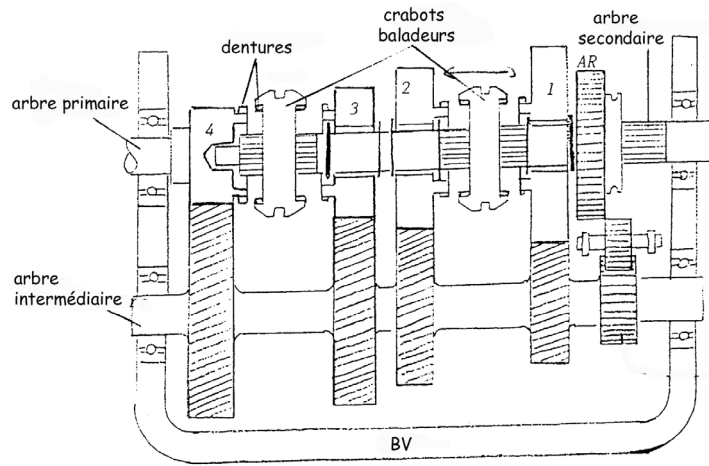 crabots
baladeurs
arbre
secondaire
dentures
AR
arbre primaire
4
3
2
1
arbre
intermédiaire
BV